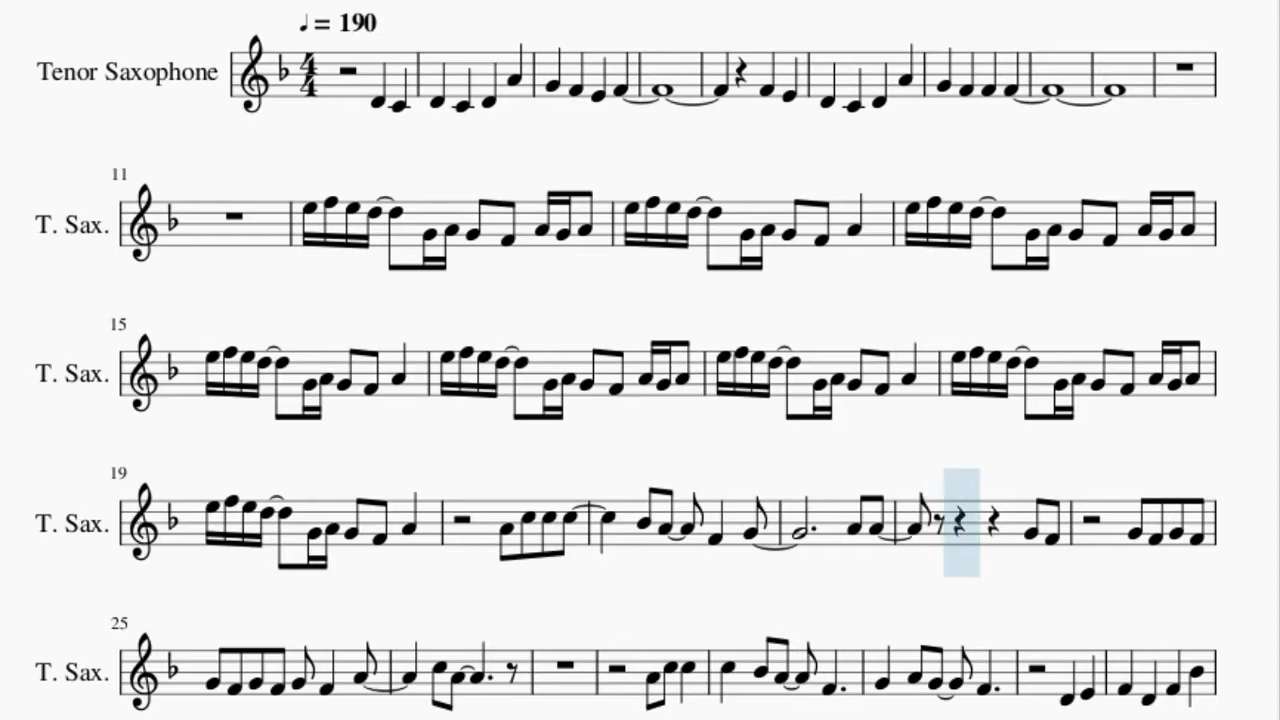 ♩ = 190
Tenor Saxophone
4
4
11
T. Sax.
15
T. Sax.
19
T. Sax.
25
T. Sax.